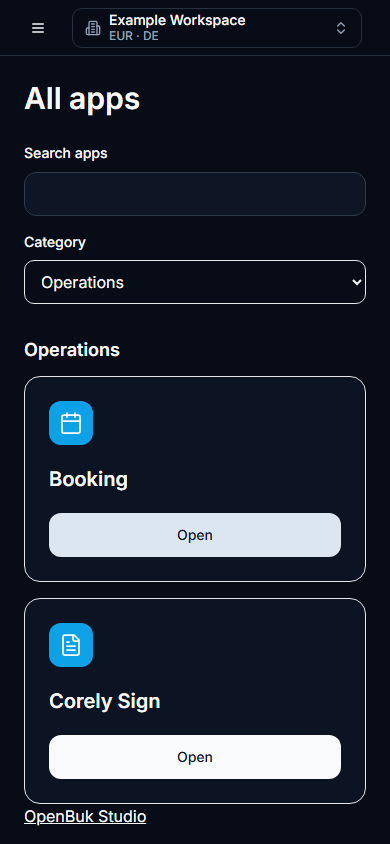 Example Workspace
EUR · DE
All apps
Search apps
Category
Operations
Operations
Booking
Open
Corely Sign
Open
OpenBuk Studio